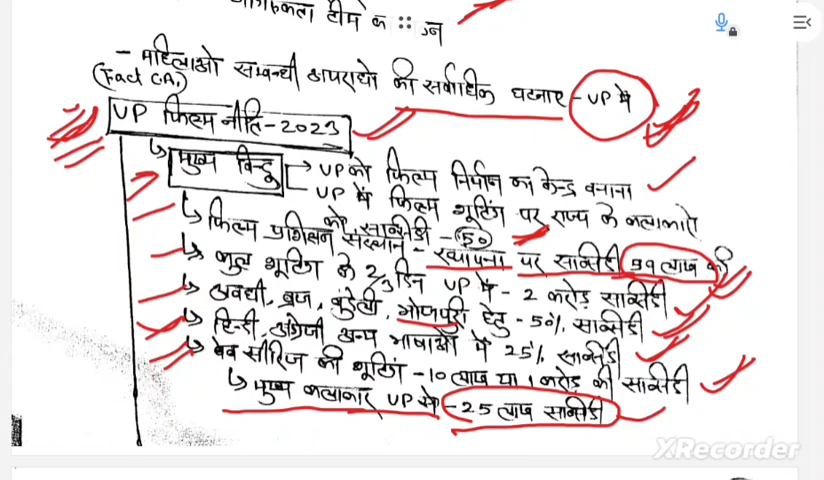 टीम के
- महिलाओ सम्बन्धी अपराधो की सर्वाधिक घटनाए - UP मे
(Fact
UP फिल्म नीति - 2023
↳ मुख्य बिन्दु → UP को फिल्म निर्माण का केन्द्र बनाना
UP मे फिल्म शूटिंग पर राज्य के कलाकारो
को सब्सिडी
↳ फिल्म प्रशिक्षण संस्थान - स्थापना पर सब्सिडी 50 लाख की
↳ कुल शूटिंग के 2/3 दिन UP मे - 2 करोड़ सब्सिडी
↳ अवधी, ब्रज, बुंदेली, भोजपुरी हेतु - 50% सब्सिडी
↳ हिन्दी, अंग्रेजी अन्य भाषाओ मे 25% सब्सिडी
↳ वेब सीरिज की शूटिंग - 10 लाख या 1 करोड़ की सब्सिडी
↳ मुख्य कलाकार UP से - 25 लाख सब्सिडी
XRecorder